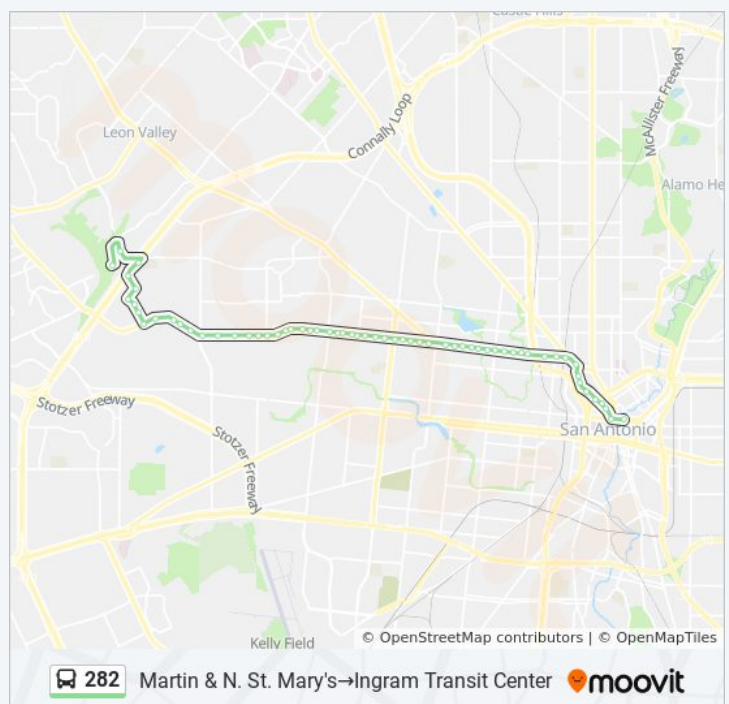 Castle Hills
Leon Valley
Connally Loop
McAllister Freeway
Alamo He
Stotzer Freeway
Stotzer Freeway
San Antonio
Kelly Field
© OpenStreetMap contributors | © OpenMapTiles
282 Martin & N. St. Mary's→Ingram Transit Center moovit